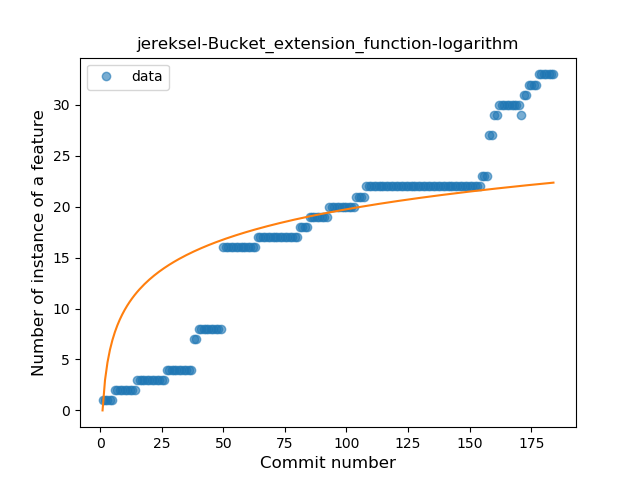 jereksel-Bucket_extension_function-logarithm
data
Number of instance of a feature
30
25
20
15
10
5
0
0 25 50 75 100 125 150 175
Commit number